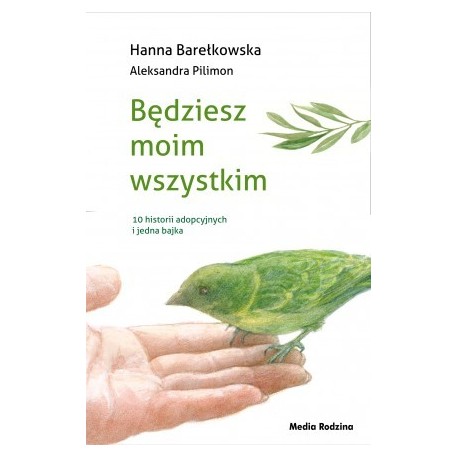 Hanna Barełkowska
Aleksandra Pilimon
Będziesz
moim
wszystkim
10 historii adopcyjnych
i jedna bajka
Media Rodzina